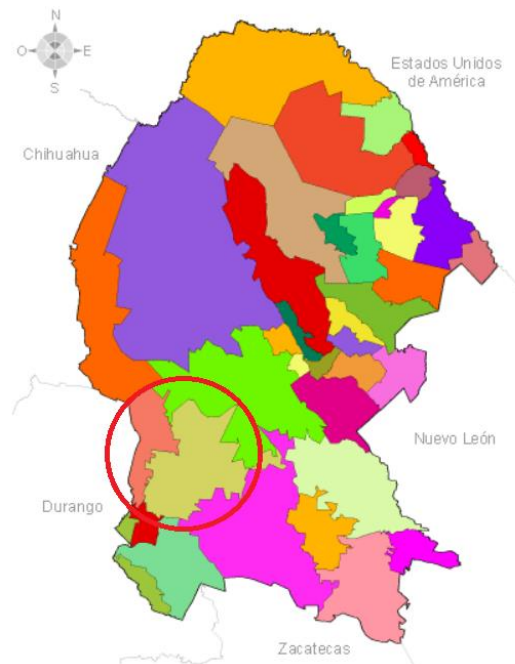 N
O
E
S
Estados Unidos
de América
Chihuahua
Nuevo León
Durango
Zacatecas